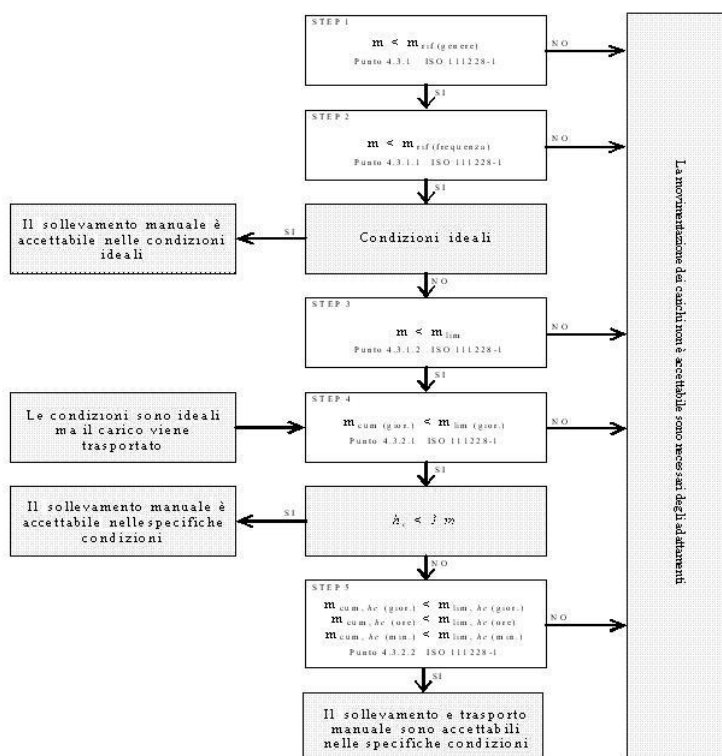 STEP 1
m < m rif (genere)
Punto 4.3.1 ISO 111228-1
NO
SI
STEP 2
m < m rif (frequenza)
Punto 4.3.1.1 ISO 111228-1
NO
SI
Il sollevamento manuale è
accettabile nelle condizioni
ideali
SI
Condizioni ideali
NO
STEP 3
m < m lim
Punto 4.3.1.2 ISO 111228-1
NO
SI
Le condizioni sono ideali
ma il carico viene
trasportato
STEP 4
m cum (gior.) < m lim (gior.)
Punto 4.3.2.1 ISO 111228-1
NO
SI
Il sollevamento manuale è
accettabile nelle specifiche
condizioni
SI
h c < 1 m
NO
STEP 5
m cum, hc (gior.) < m lim, hc (gior.)
m cum, hc (ore) < m lim, hc (ore)
m cum, hc (min.) < m lim, hc (min.)
Punto 4.3.2.2 ISO 111228-1
NO
SI
Il sollevamento e trasporto
manuale sono accettabili
nelle specifiche condizioni
La movimentazione dei carichi non è accettabile sono necessari degli adattamenti